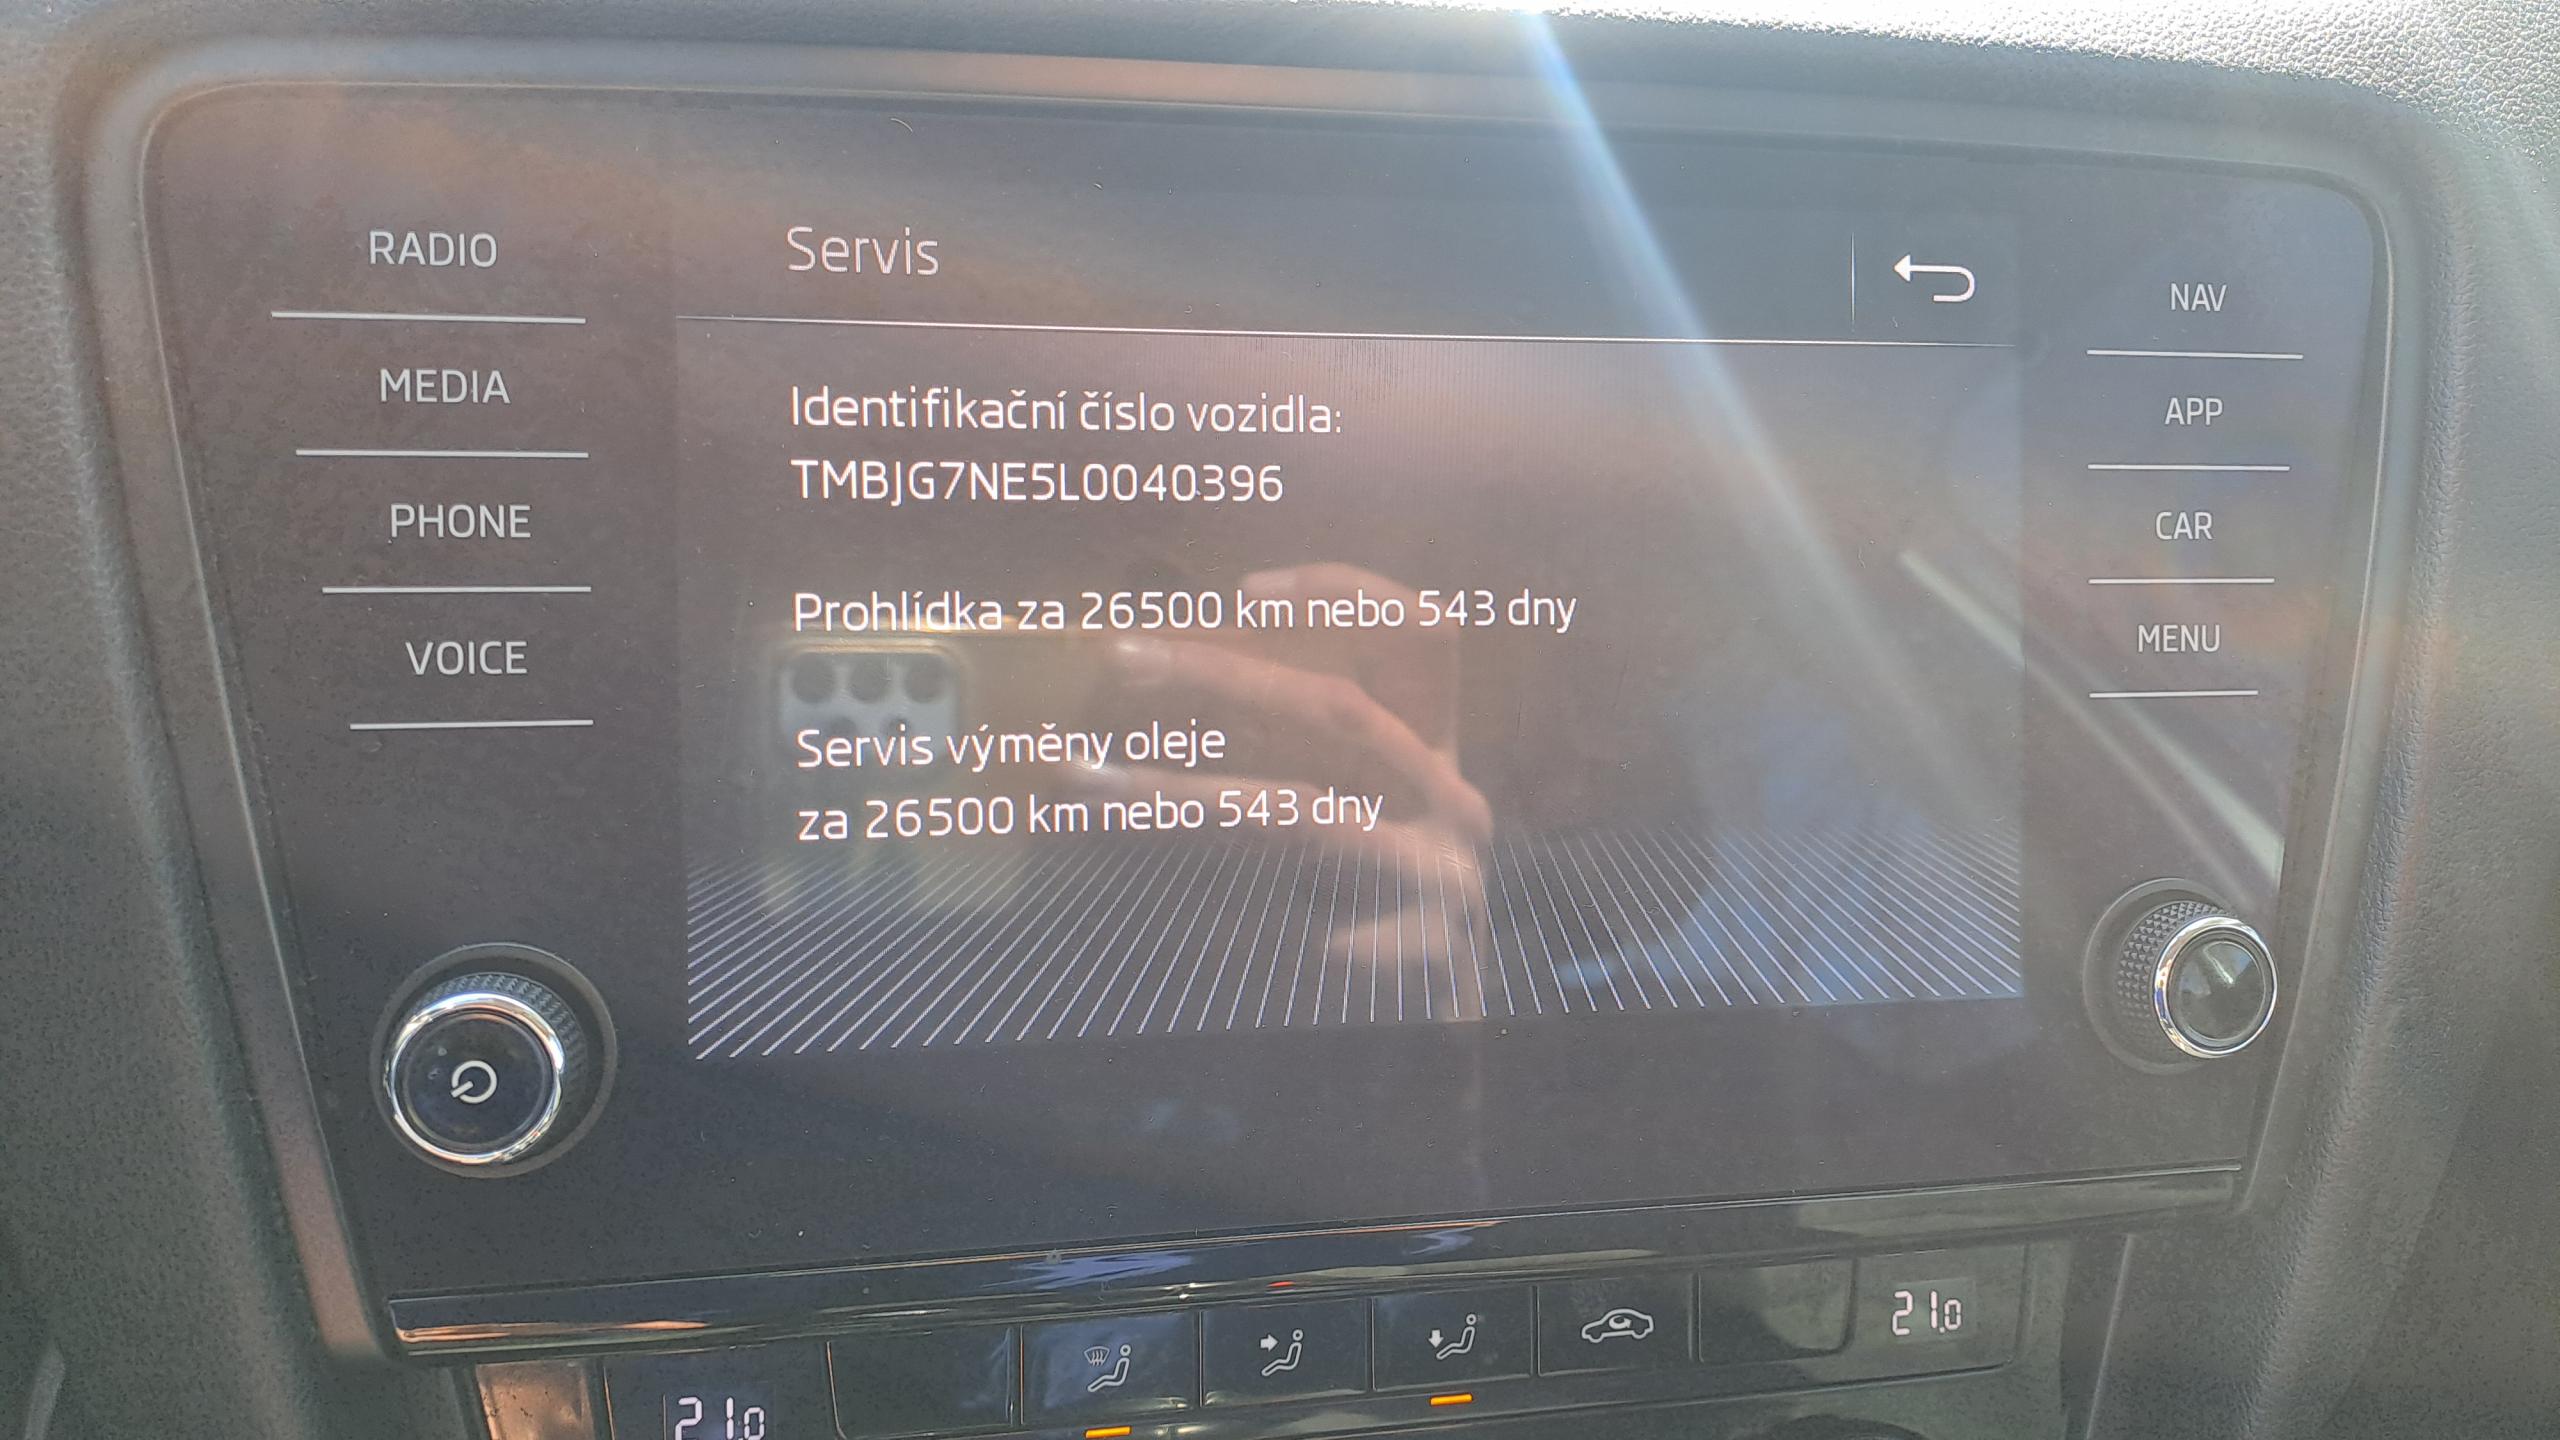 RADIO
MEDIA
PHONE
VOICE
Servis
Identifikační číslo vozidla:
TMBJG7NE5L0040396
Prohlídka za 26500 km nebo 543 dny
Servis výměny oleje
za 26500 km nebo 543 dny
NAV
APP
CAR
MENU
21.0
21.0